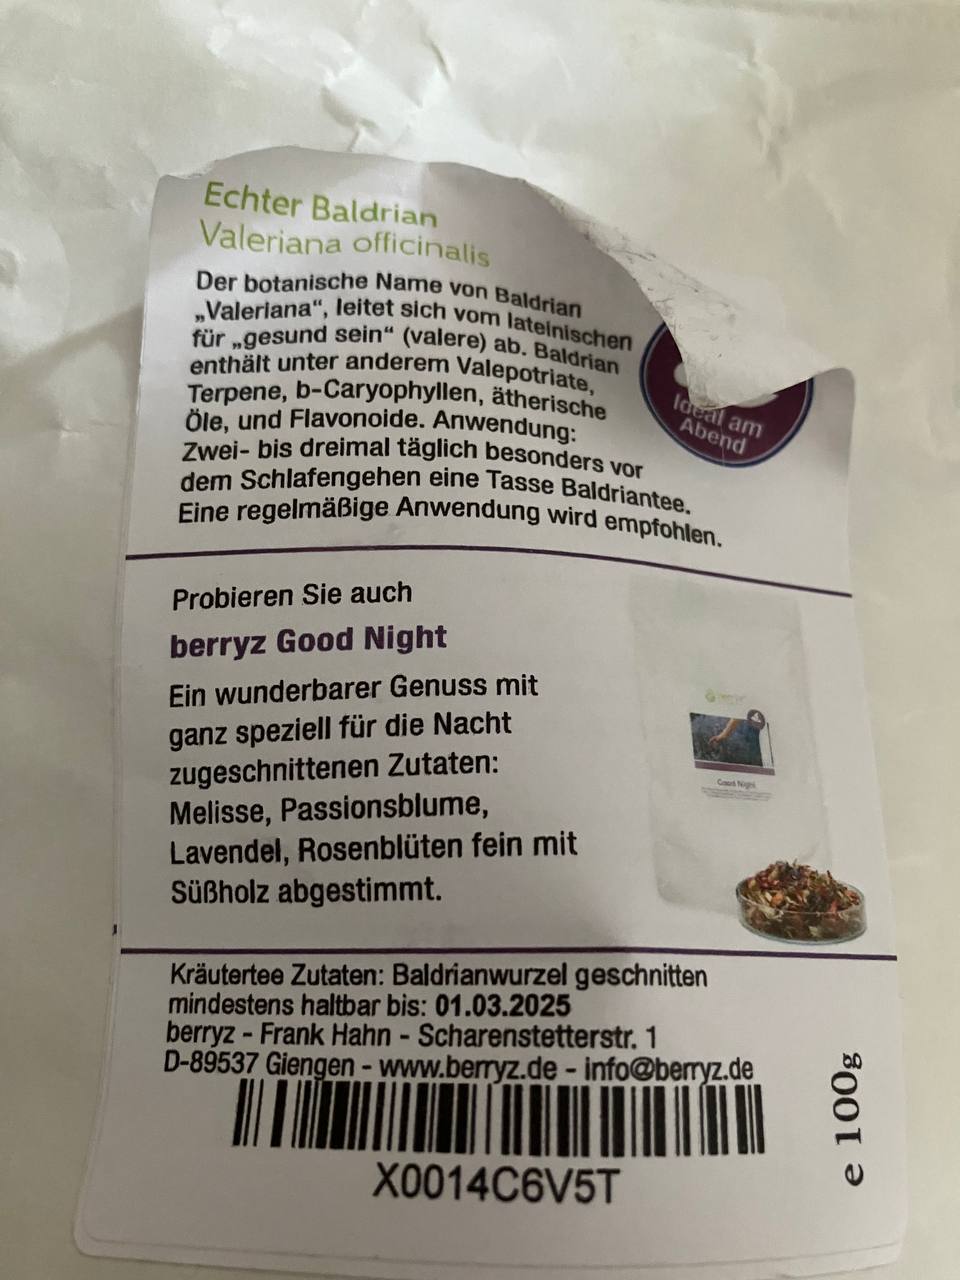 Echter Baldrian
Valeriana officinalis
Der botanische Name von Baldrian
„Valeriana“, leitet sich vom lateinischen
für „gesund sein“ (valere) ab. Baldrian
enthält unter anderem Valepotriate,
Terpene, b-Caryophyllen, ätherische
Öle, und Flavonoide. Anwendung:
Zwei- bis dreimal täglich besonders vor
dem Schlafengehen eine Tasse Baldriantee.
Eine regelmäßige Anwendung wird empfohlen.
Ideal am
Abend
Probieren Sie auch
berryz Good Night
Ein wunderbarer Genuss mit
ganz speziell für die Nacht
zugeschnittenen Zutaten:
Melisse, Passionsblume,
Lavendel, Rosenblüten fein mit
Süßholz abgestimmt.
Good Night
Kräutertee Zutaten: Baldrianwurzel geschnitten
mindestens haltbar bis: 01.03.2025
berryz - Frank Hahn - Scharenstetterstr. 1
D-89537 Giengen - www.berryz.de - info@berryz.de
X0014C6V5T
e 100g